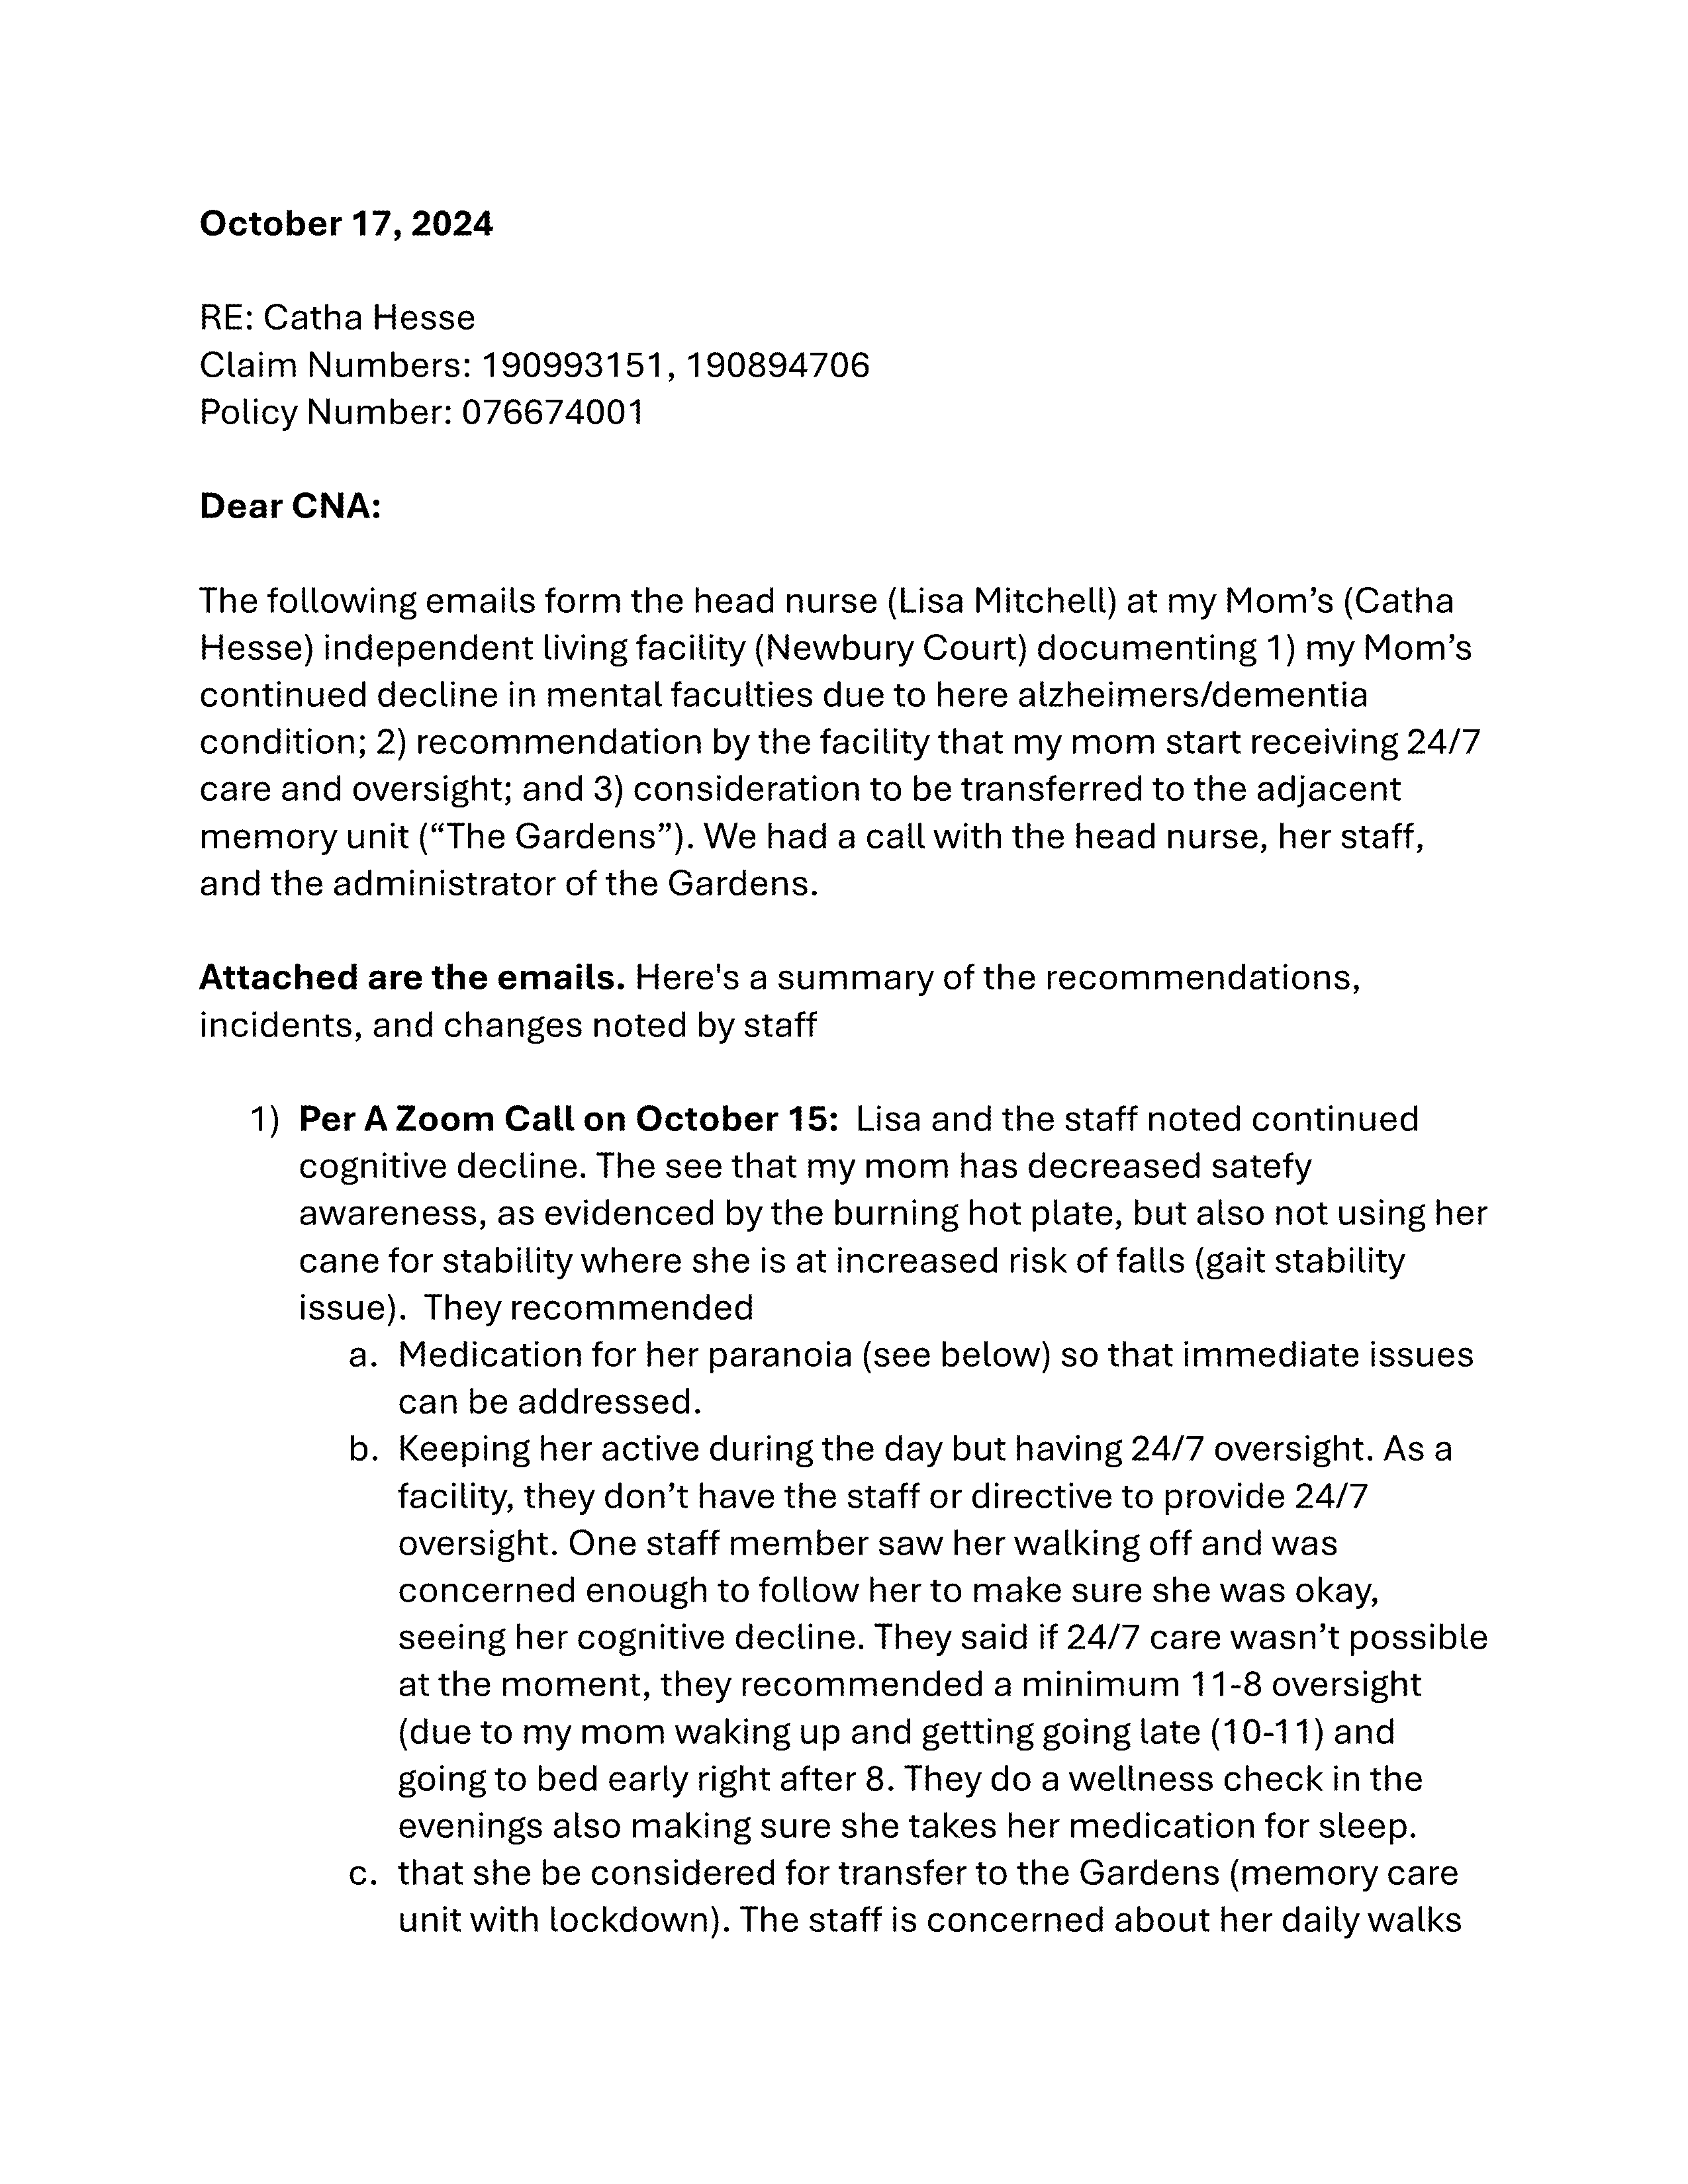 October 17, 2024
RE: Catha Hesse
Claim Numbers: 190993151, 190894706
Policy Number: 076674001
Dear CNA:
The following emails form the head nurse (Lisa Mitchell) at my Mom’s (Catha
Hesse) independent living facility (Newbury Court) documenting 1) my Mom’s
continued decline in mental faculties due to here alzheimers/dementia
condition; 2) recommendation by the facility that my mom start receiving 24/7
care and oversight; and 3) consideration to be transferred to the adjacent
memory unit (“The Gardens”). We had a call with the head nurse, her staff,
and the administrator of the Gardens.
Attached are the emails. Here's a summary of the recommendations,
incidents, and changes noted by staff
1) Per A Zoom Call on October 15: Lisa and the staff noted continued
cognitive decline. The see that my mom has decreased satefy
awareness, as evidenced by the burning hot plate, but also not using her
cane for stability where she is at increased risk of falls (gait stability
issue). They recommended
a. Medication for her paranoia (see below) so that immediate issues
can be addressed.
b. Keeping her active during the day but having 24/7 oversight. As a
facility, they don’t have the staff or directive to provide 24/7
oversight. One staff member saw her walking off and was
concerned enough to follow her to make sure she was okay,
seeing her cognitive decline. They said if 24/7 care wasn’t possible
at the moment, they recommended a minimum 11-8 oversight
(due to my mom waking up and getting going late (10-11) and
going to bed early right after 8. They do a wellness check in the
evenings also making sure she takes her medication for sleep.
c. that she be considered for transfer to the Gardens (memory care
unit with lockdown). The staff is concerned about her daily walks